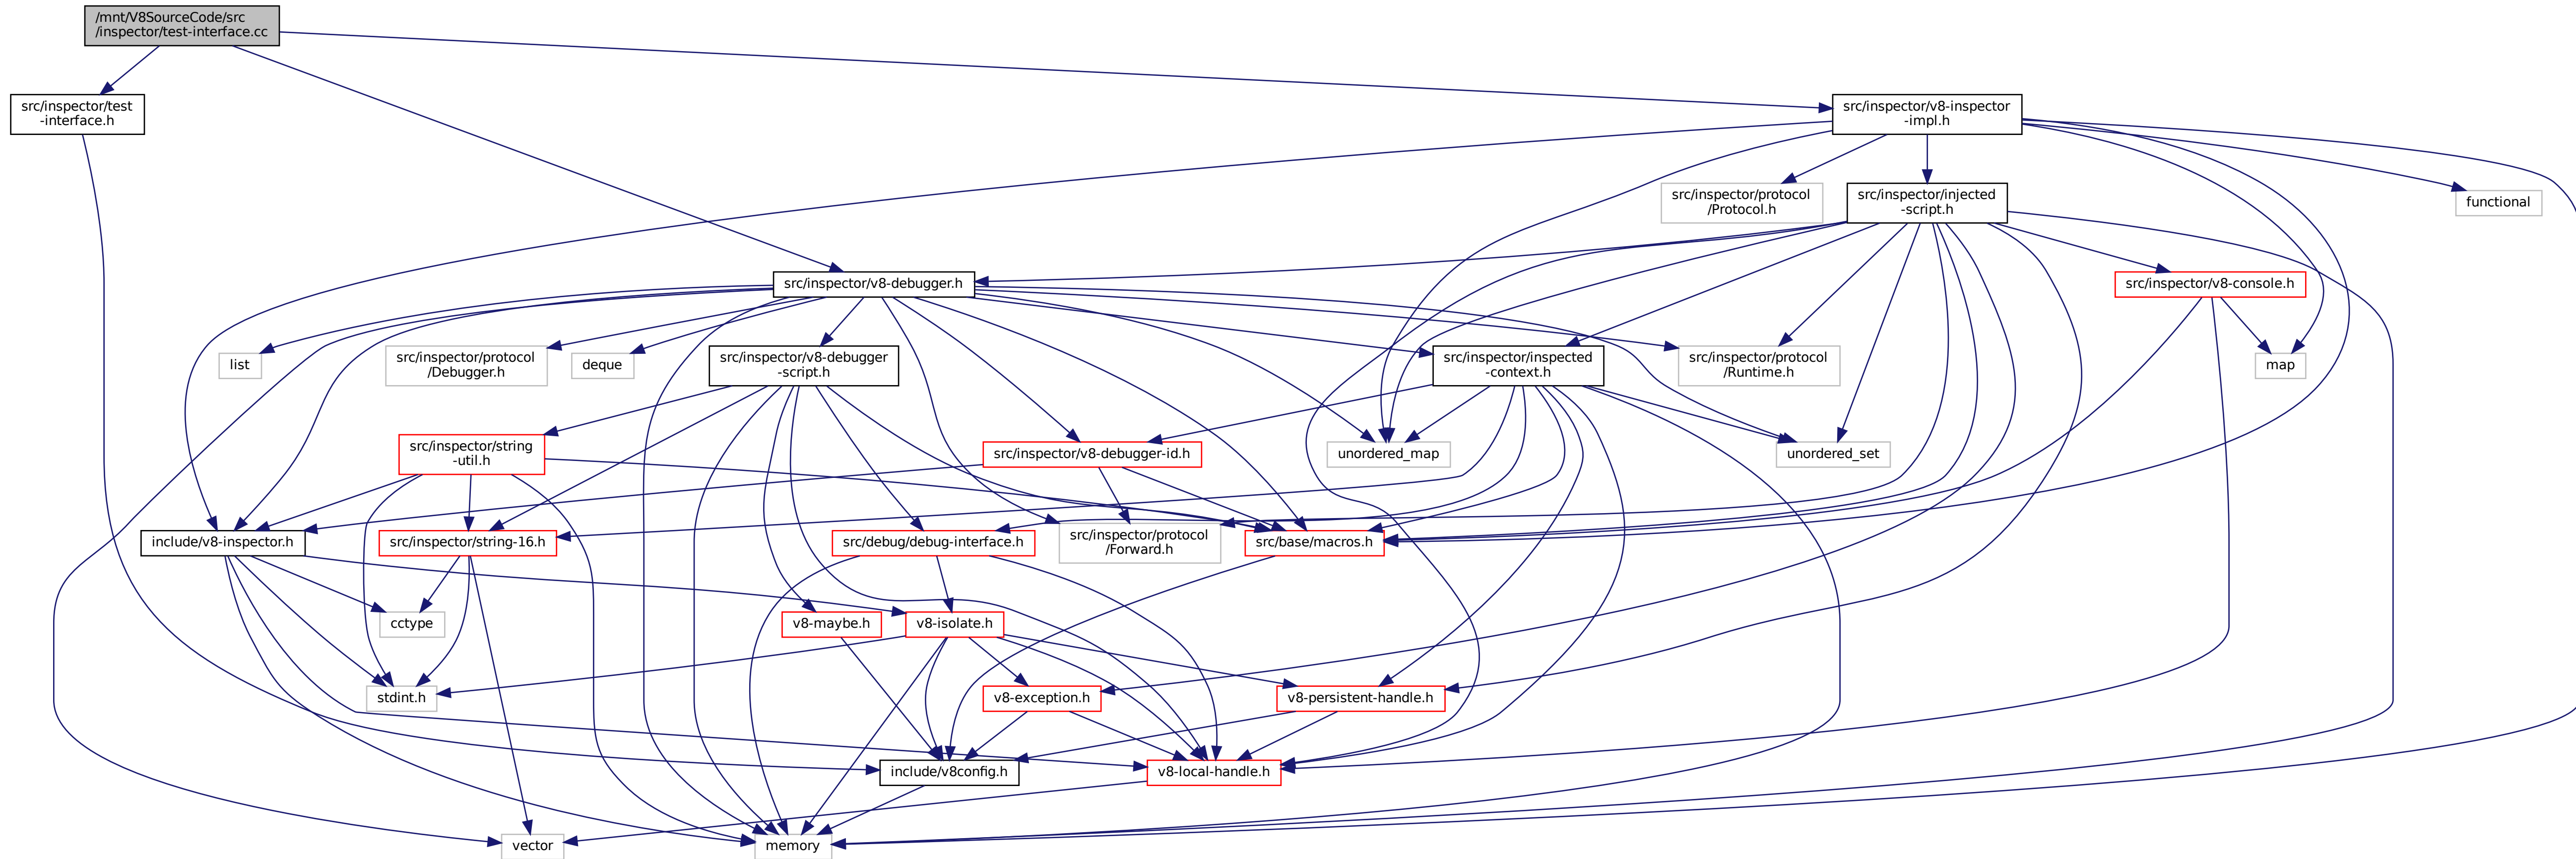 /mnt/V8SourceCode/src
/inspector/test-interface.cc
src/inspector/test
-interface.h
src/inspector/v8-inspector
-impl.h
src/inspector/protocol
/Protocol.h
src/inspector/injected
-script.h
functional
src/inspector/v8-debugger.h
src/inspector/v8-console.h
list
src/inspector/protocol
/Debugger.h
deque
src/inspector/v8-debugger
-script.h
src/inspector/inspected
-context.h
src/inspector/protocol
/Runtime.h
map
src/inspector/string
-util.h
src/inspector/v8-debugger-id.h
unordered_map
unordered_set
include/v8-inspector.h
src/inspector/string-16.h
src/debug/debug-interface.h
src/inspector/protocol
/Forward.h
src/base/macros.h
cctype
v8-maybe.h
v8-isolate.h
stdint.h
v8-exception.h
v8-persistent-handle.h
include/v8config.h
v8-local-handle.h
vector
memory